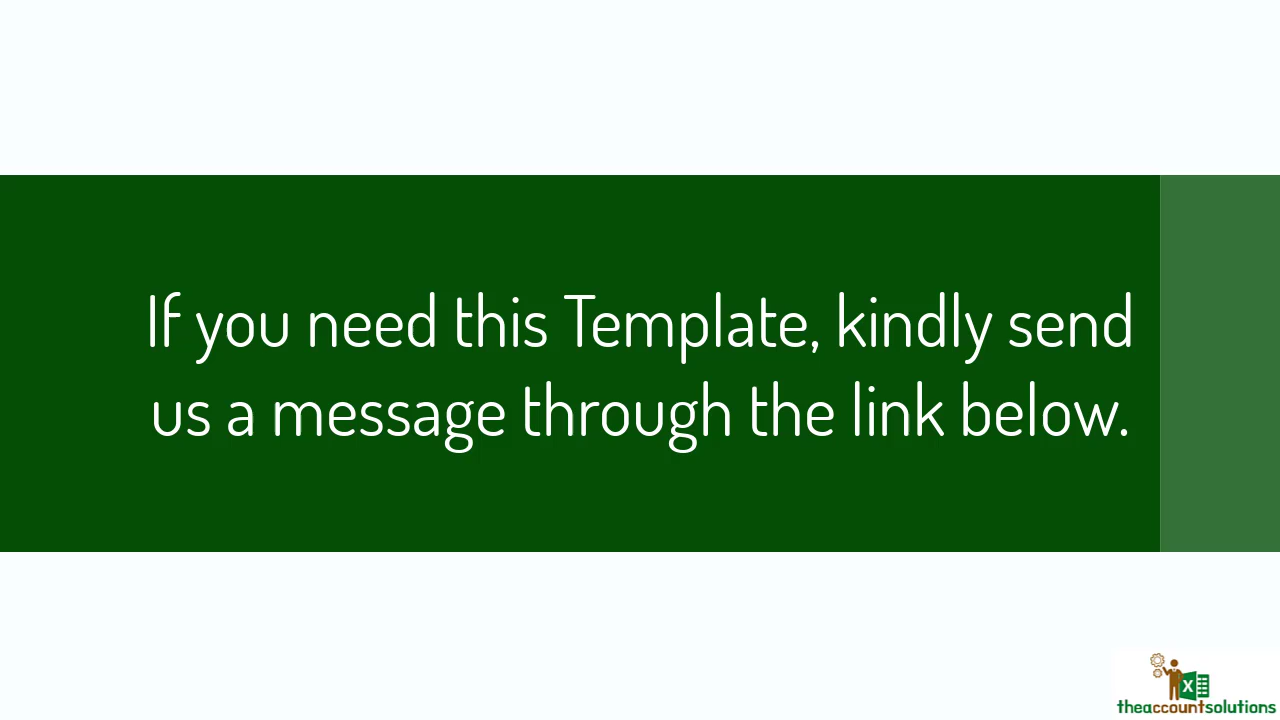 If you need this Template, kindly send
us a message through the link below.
X
theaccountsolutions